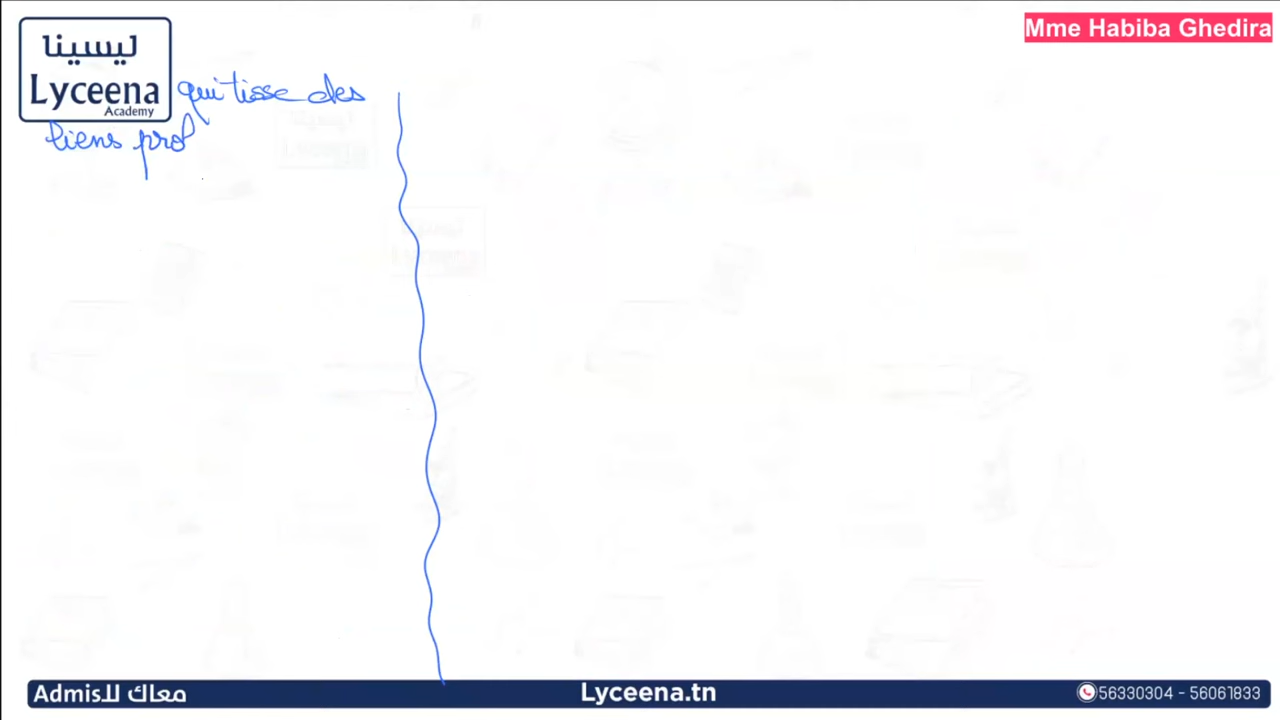 Mme Habiba Ghedira
ليسينا
Lyceena
Academy
qui tisse des
liens prof
Admis معاك للـ
Lyceena.tn
56330304 - 56061833